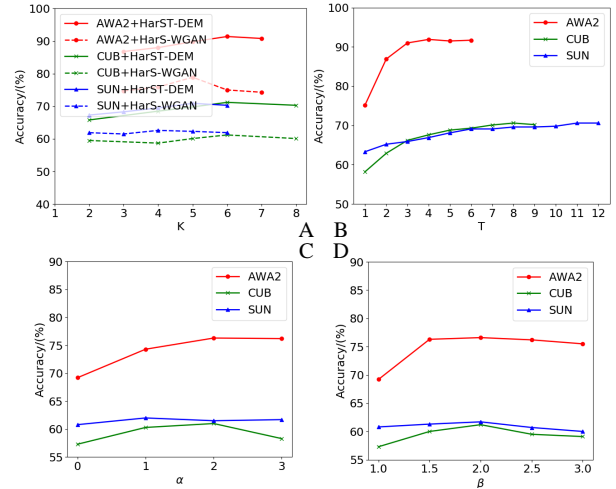 AWA2+HarST-DEM
AWA2+HarS-WGAN
CUB+HarST-DEM
CUB+HarS-WGAN
SUN+HarST-DEM
SUN+HarS-WGAN
Accuracy/(%)
100
90
80
70
60
50
40
1 2 3 4 5 6 7 8
K
A
AWA2
CUB
SUN
Accuracy/(%)
100
90
80
70
60
50
1 2 3 4 5 6 7 8 9 10 11 12
T
B
C
AWA2
CUB
SUN
Accuracy/(%)
90
85
80
75
70
65
60
55
0 1 2 3
α
D
AWA2
CUB
SUN
Accuracy/(%)
90
85
80
75
70
65
60
55
1.0 1.5 2.0 2.5 3.0
β